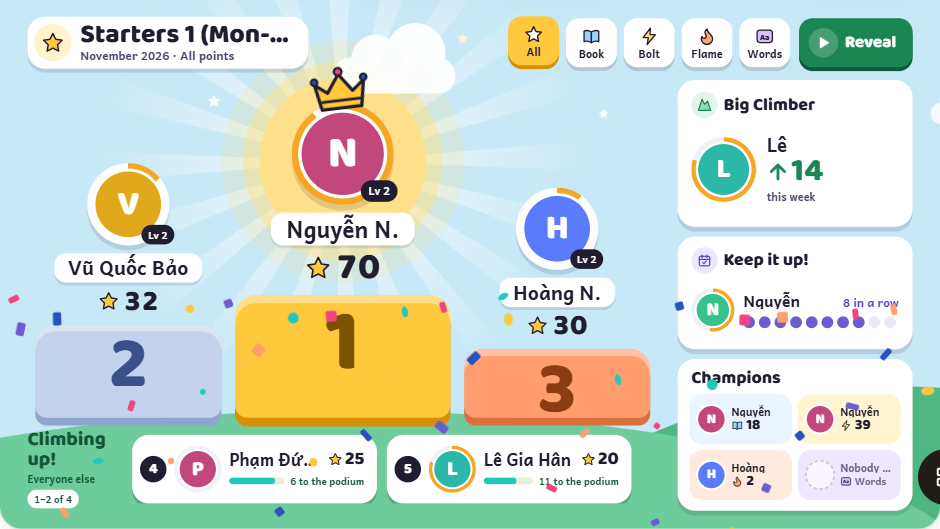 Starters 1 (Mon-...
November 2026 · All points
All
Book
Bolt
Flame
Aa
Words
Reveal
N
Lv 2
Nguyễn N.
70
V
Lv 2
Vũ Quốc Bảo
32
H
Lv 2
Hoàng N.
30
1
2
3
Big Climber
L
Lê
14
this week
Keep it up!
N
Nguyễn
8 in a row
Champions
N
Nguyễn
18
N
Nguyễn
39
H
Hoàng
2
Nobody ...
Aa Words
Climbing
up!
Everyone else
1–2 of 4
4
P
Phạm Đứ...
25
6 to the podium
5
L
Lê Gia Hân
20
11 to the podium